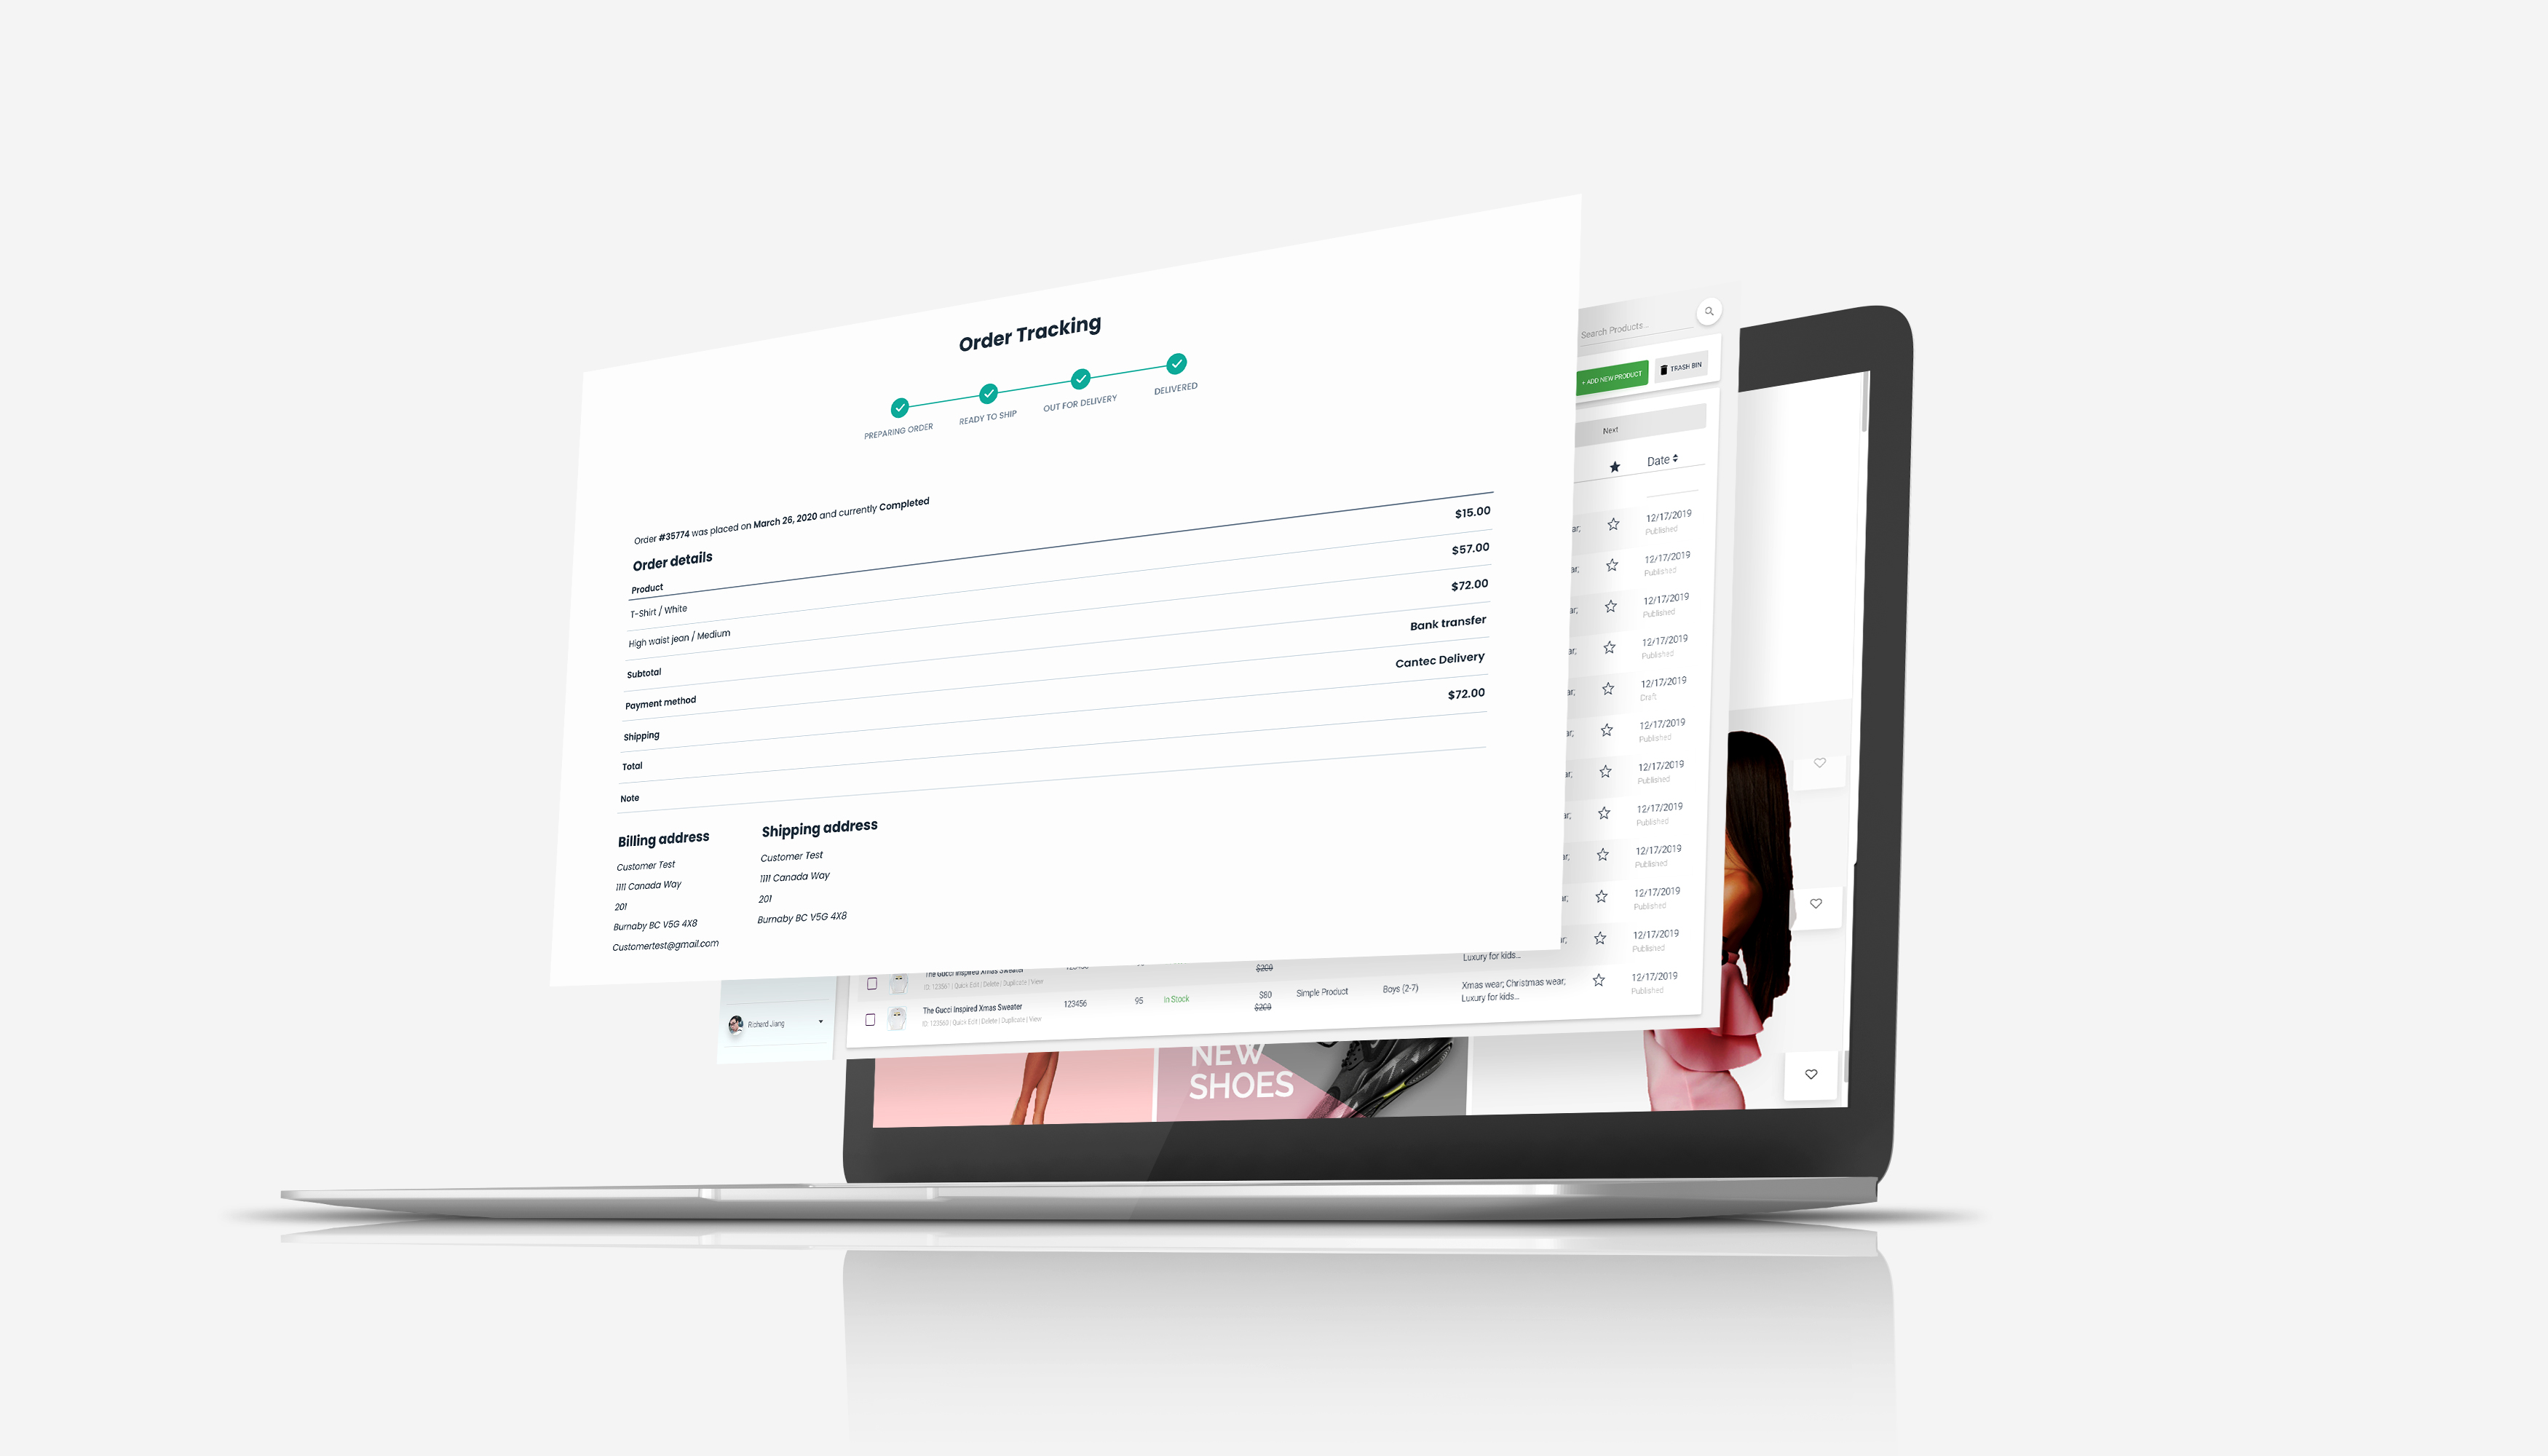 Order Tracking
PREPARING ORDER
READY TO SHIP
OUT FOR DELIVERY
DELIVERED
Order #35774 was placed on March 26, 2020 and currently Completed
Order details
Product
T-Shirt / White $15.00
High waist jean / Medium $57.00
Subtotal $72.00
Payment method Bank transfer
Shipping Cantec Delivery
Total $72.00
Note
Billing address
Customer Test
1111 Canada Way
201
Burnaby BC V5G 4X8
Customertest@gmail.com
Shipping address
Customer Test
1111 Canada Way
201
Burnaby BC V5G 4X8
Search Products...
+ ADD NEW PRODUCT
TRASH BIN
Next
Date
12/17/2019
Published
12/17/2019
Published
12/17/2019
Published
12/17/2019
Published
12/17/2019
Draft
12/17/2019
Published
12/17/2019
Published
12/17/2019
Published
12/17/2019
Published
12/17/2019
Published
12/17/2019
Published
12/17/2019
Published
The Gucci Inspired Xmas Sweater
ID: 123561 | Quick Edit | Delete | Duplicate | View
$200
Luxury for kids...
The Gucci Inspired Xmas Sweater
ID: 123560 | Quick Edit | Delete | Duplicate | View
123456
95
In Stock
$60
$200
Simple Product
Boys (2-7)
Xmas wear; Christmas wear;
Luxury for kids...
Richard Jiang
NEW
SHOES